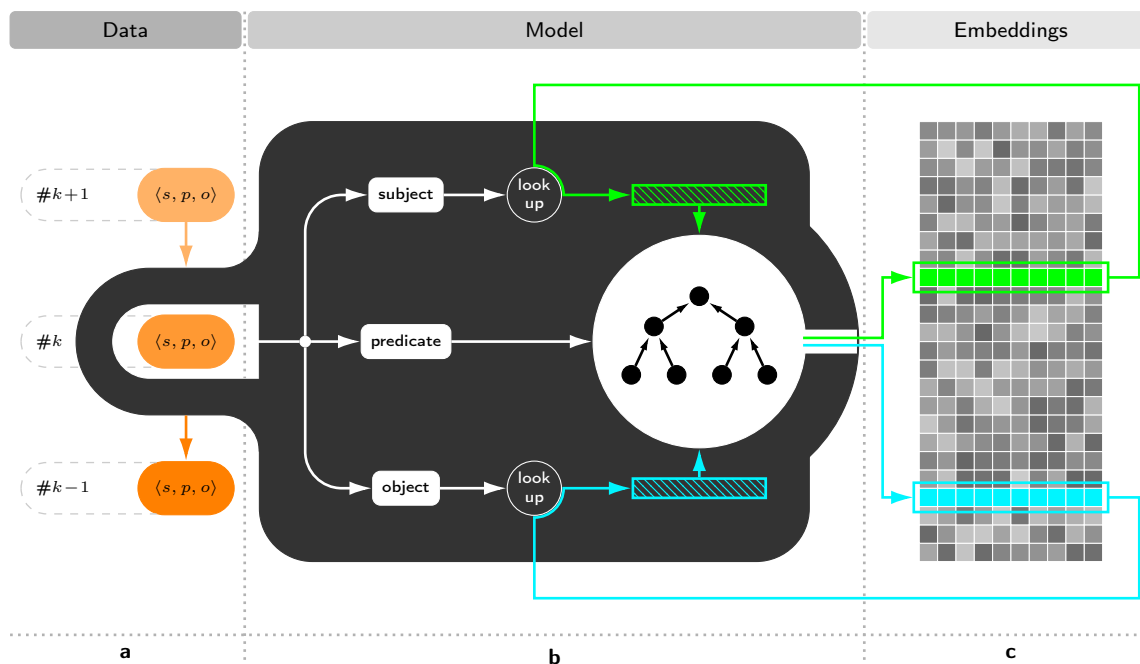 Data
Model
Embeddings
#k+1
⟨s, p, o⟩
subject
look
up
#k
⟨s, p, o⟩
predicate
#k−1
⟨s, p, o⟩
object
look
up
a
b
c